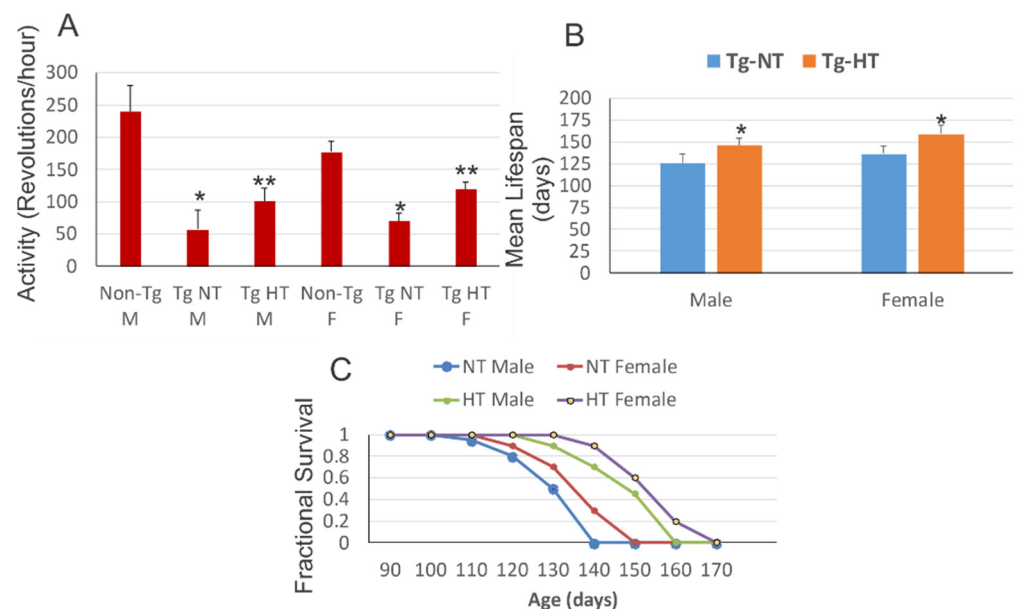 A
Activity (Revolutions/hour)
300
250
200
150
100
50
0
*
**
*
**
Non-Tg Tg NT Tg HT Non-Tg Tg NT Tg HT
M M M F F F
B
Tg-NT Tg-HT
Mean Lifespan
(days)
200
175
150
125
100
75
50
25
0
*
*
Male Female
C
NT Male NT Female
HT Male HT Female
Fractional Survival
1
0.8
0.6
0.4
0.2
0
90 100 110 120 130 140 150 160 170
Age (days)